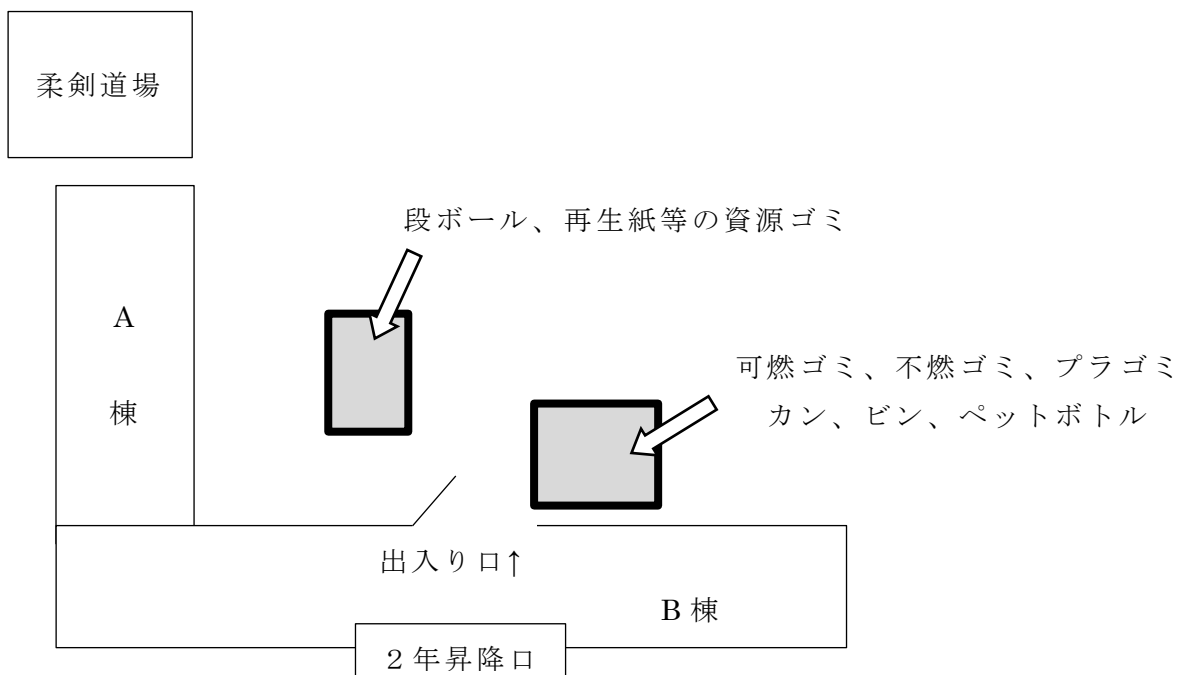 柔剣道場
段ボール、再生紙等の資源ゴミ
A
棟
可燃ゴミ、不燃ゴミ、プラゴミ
カン、ビン、ペットボトル
出入り口↑
B棟
２年昇降口